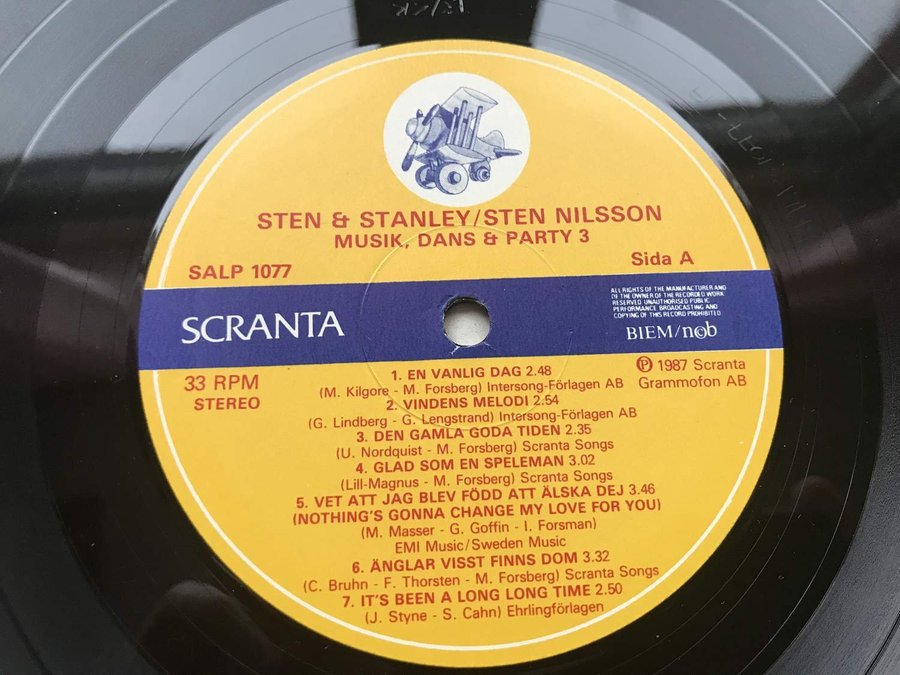 STEN & STANLEY/STEN NILSSON
MUSIK, DANS & PARTY 3
SALP 1077
Sida A
SCRANTA
ALL RIGHTS OF THE MANUFACTURER AND
OF THE OWNER OF THE RECORDED WORK
RESERVED UNAUTHORISED PUBLIC
PERFORMANCE BROADCASTING AND
COPYING OF THIS RECORD PROHIBITED
BIEM/ncb
33 RPM
STEREO
Ⓟ 1987 Scranta
Grammofon AB
1. EN VANLIG DAG 2.48
(M. Kilgore - M. Forsberg) Intersong-Förlagen AB
2. VINDENS MELODI 2.54
(G. Lindberg - G. Lengstrand) Intersong-Förlagen AB
3. DEN GAMLA GODA TIDEN 2.35
(U. Nordquist - M. Forsberg) Scranta Songs
4. GLAD SOM EN SPELEMAN 3.02
(Lill-Magnus - M. Forsberg) Scranta Songs
5. VET ATT JAG BLEV FÖDD ATT ÄLSKA DEJ 3.46
(NOTHING'S GONNA CHANGE MY LOVE FOR YOU)
(M. Masser - G. Goffin - I. Forsman)
EMI Music/Sweden Music
6. ÄNGLAR VISST FINNS DOM 3.32
(C. Bruhn - F. Thorsten - M. Forsberg) Scranta Songs
7. IT'S BEEN A LONG LONG TIME 2.50
(J. Styne - S. Cahn) Ehrlingförlagen